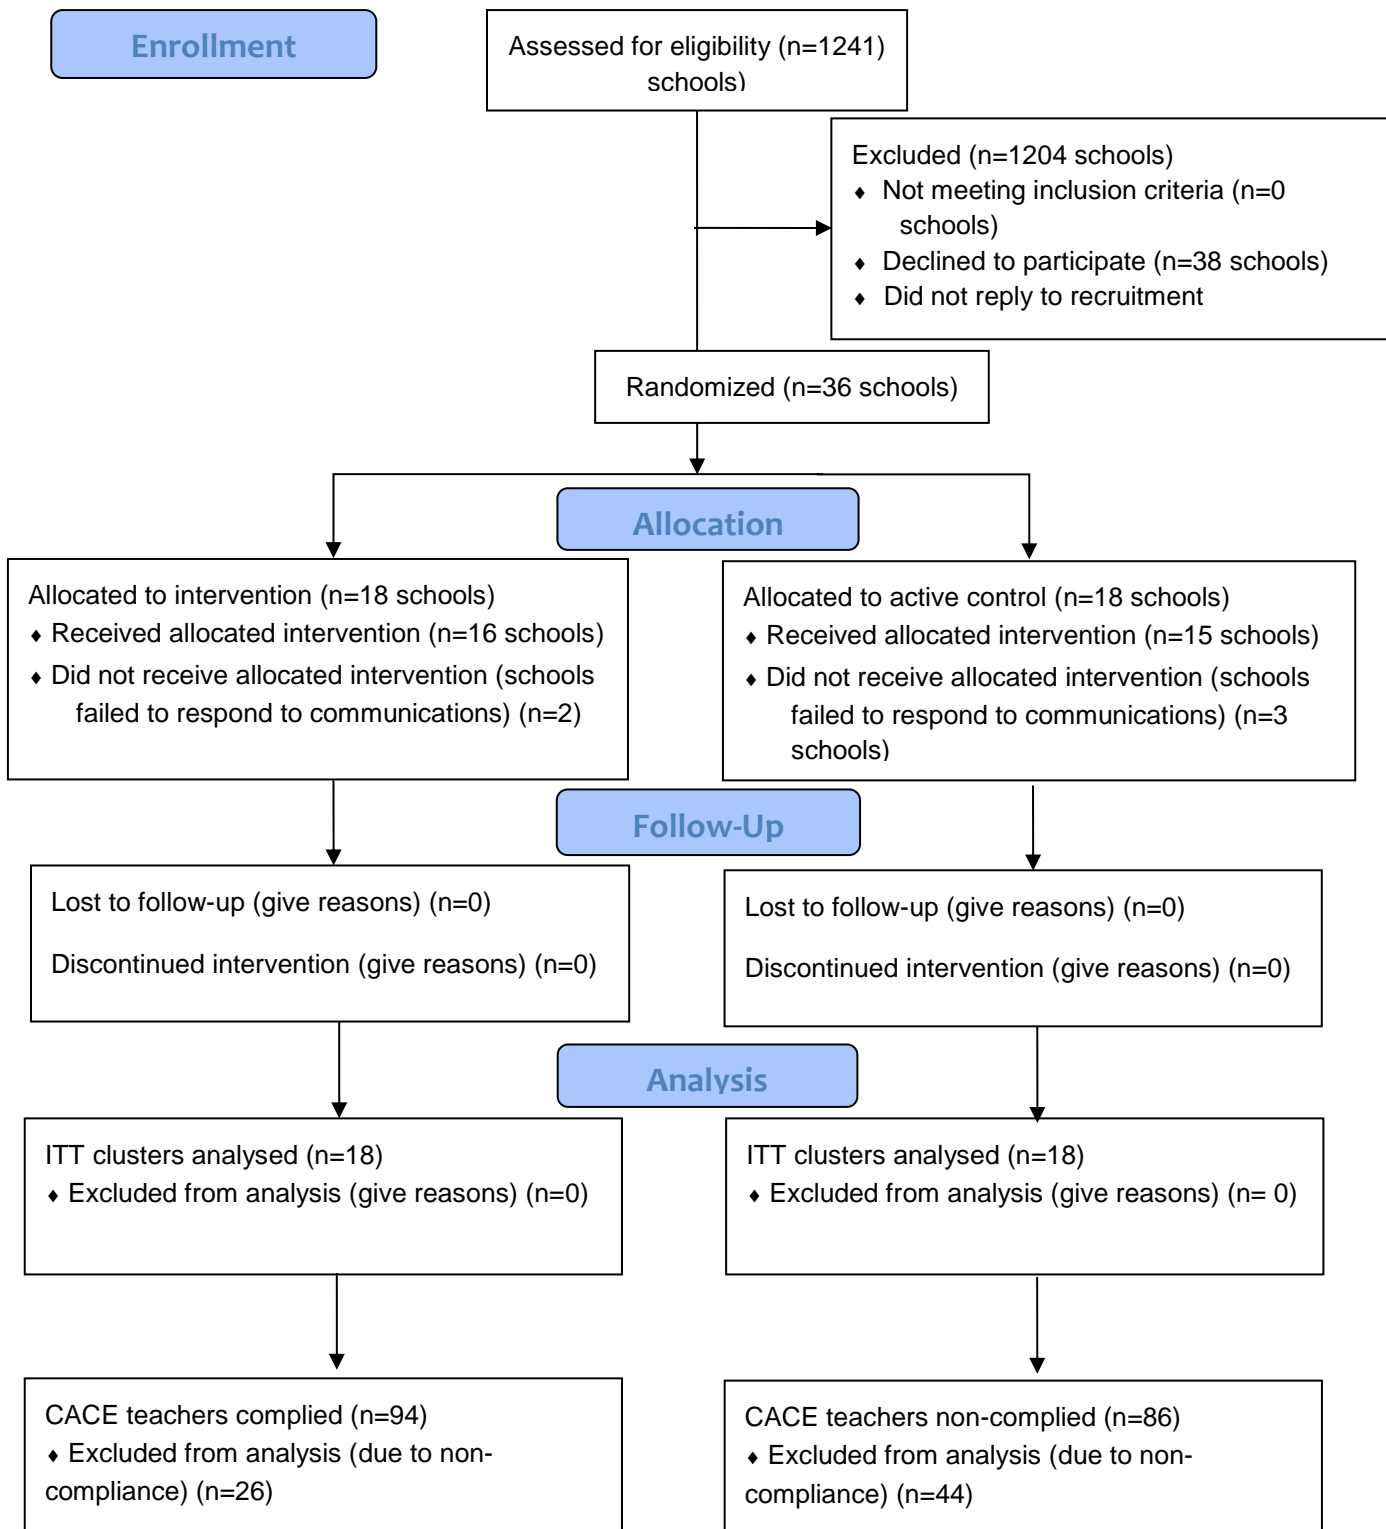 Enrollment
Assessed for eligibility (n=1241)
schools)
Excluded (n=1204 schools)
♦ Not meeting inclusion criteria (n=0
schools)
♦ Declined to participate (n=38 schools)
♦ Did not reply to recruitment
Randomized (n=36 schools)
Allocation
Allocated to intervention (n=18 schools)
♦ Received allocated intervention (n=16 schools)
♦ Did not receive allocated intervention (schools
failed to respond to communications) (n=2)
Allocated to active control (n=18 schools)
♦ Received allocated intervention (n=15 schools)
♦ Did not receive allocated intervention (schools
failed to respond to communications) (n=3
schools)
Follow-Up
Lost to follow-up (give reasons) (n=0)
Discontinued intervention (give reasons) (n=0)
Lost to follow-up (give reasons) (n=0)
Discontinued intervention (give reasons) (n=0)
Analysis
ITT clusters analysed (n=18)
♦ Excluded from analysis (give reasons) (n=0)
ITT clusters analysed (n=18)
♦ Excluded from analysis (give reasons) (n= 0)
CACE teachers complied (n=94)
♦ Excluded from analysis (due to non-
compliance) (n=26)
CACE teachers non-complied (n=86)
♦ Excluded from analysis (due to non-
compliance) (n=44)